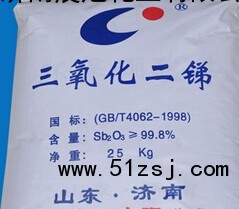 三氧化二锑
国 标: (GB/T4062-1998)
含 量: Sb₂O₃ ≥ 99.8%
净 重: 25 Kg
www.51zsj.com
山东·济南